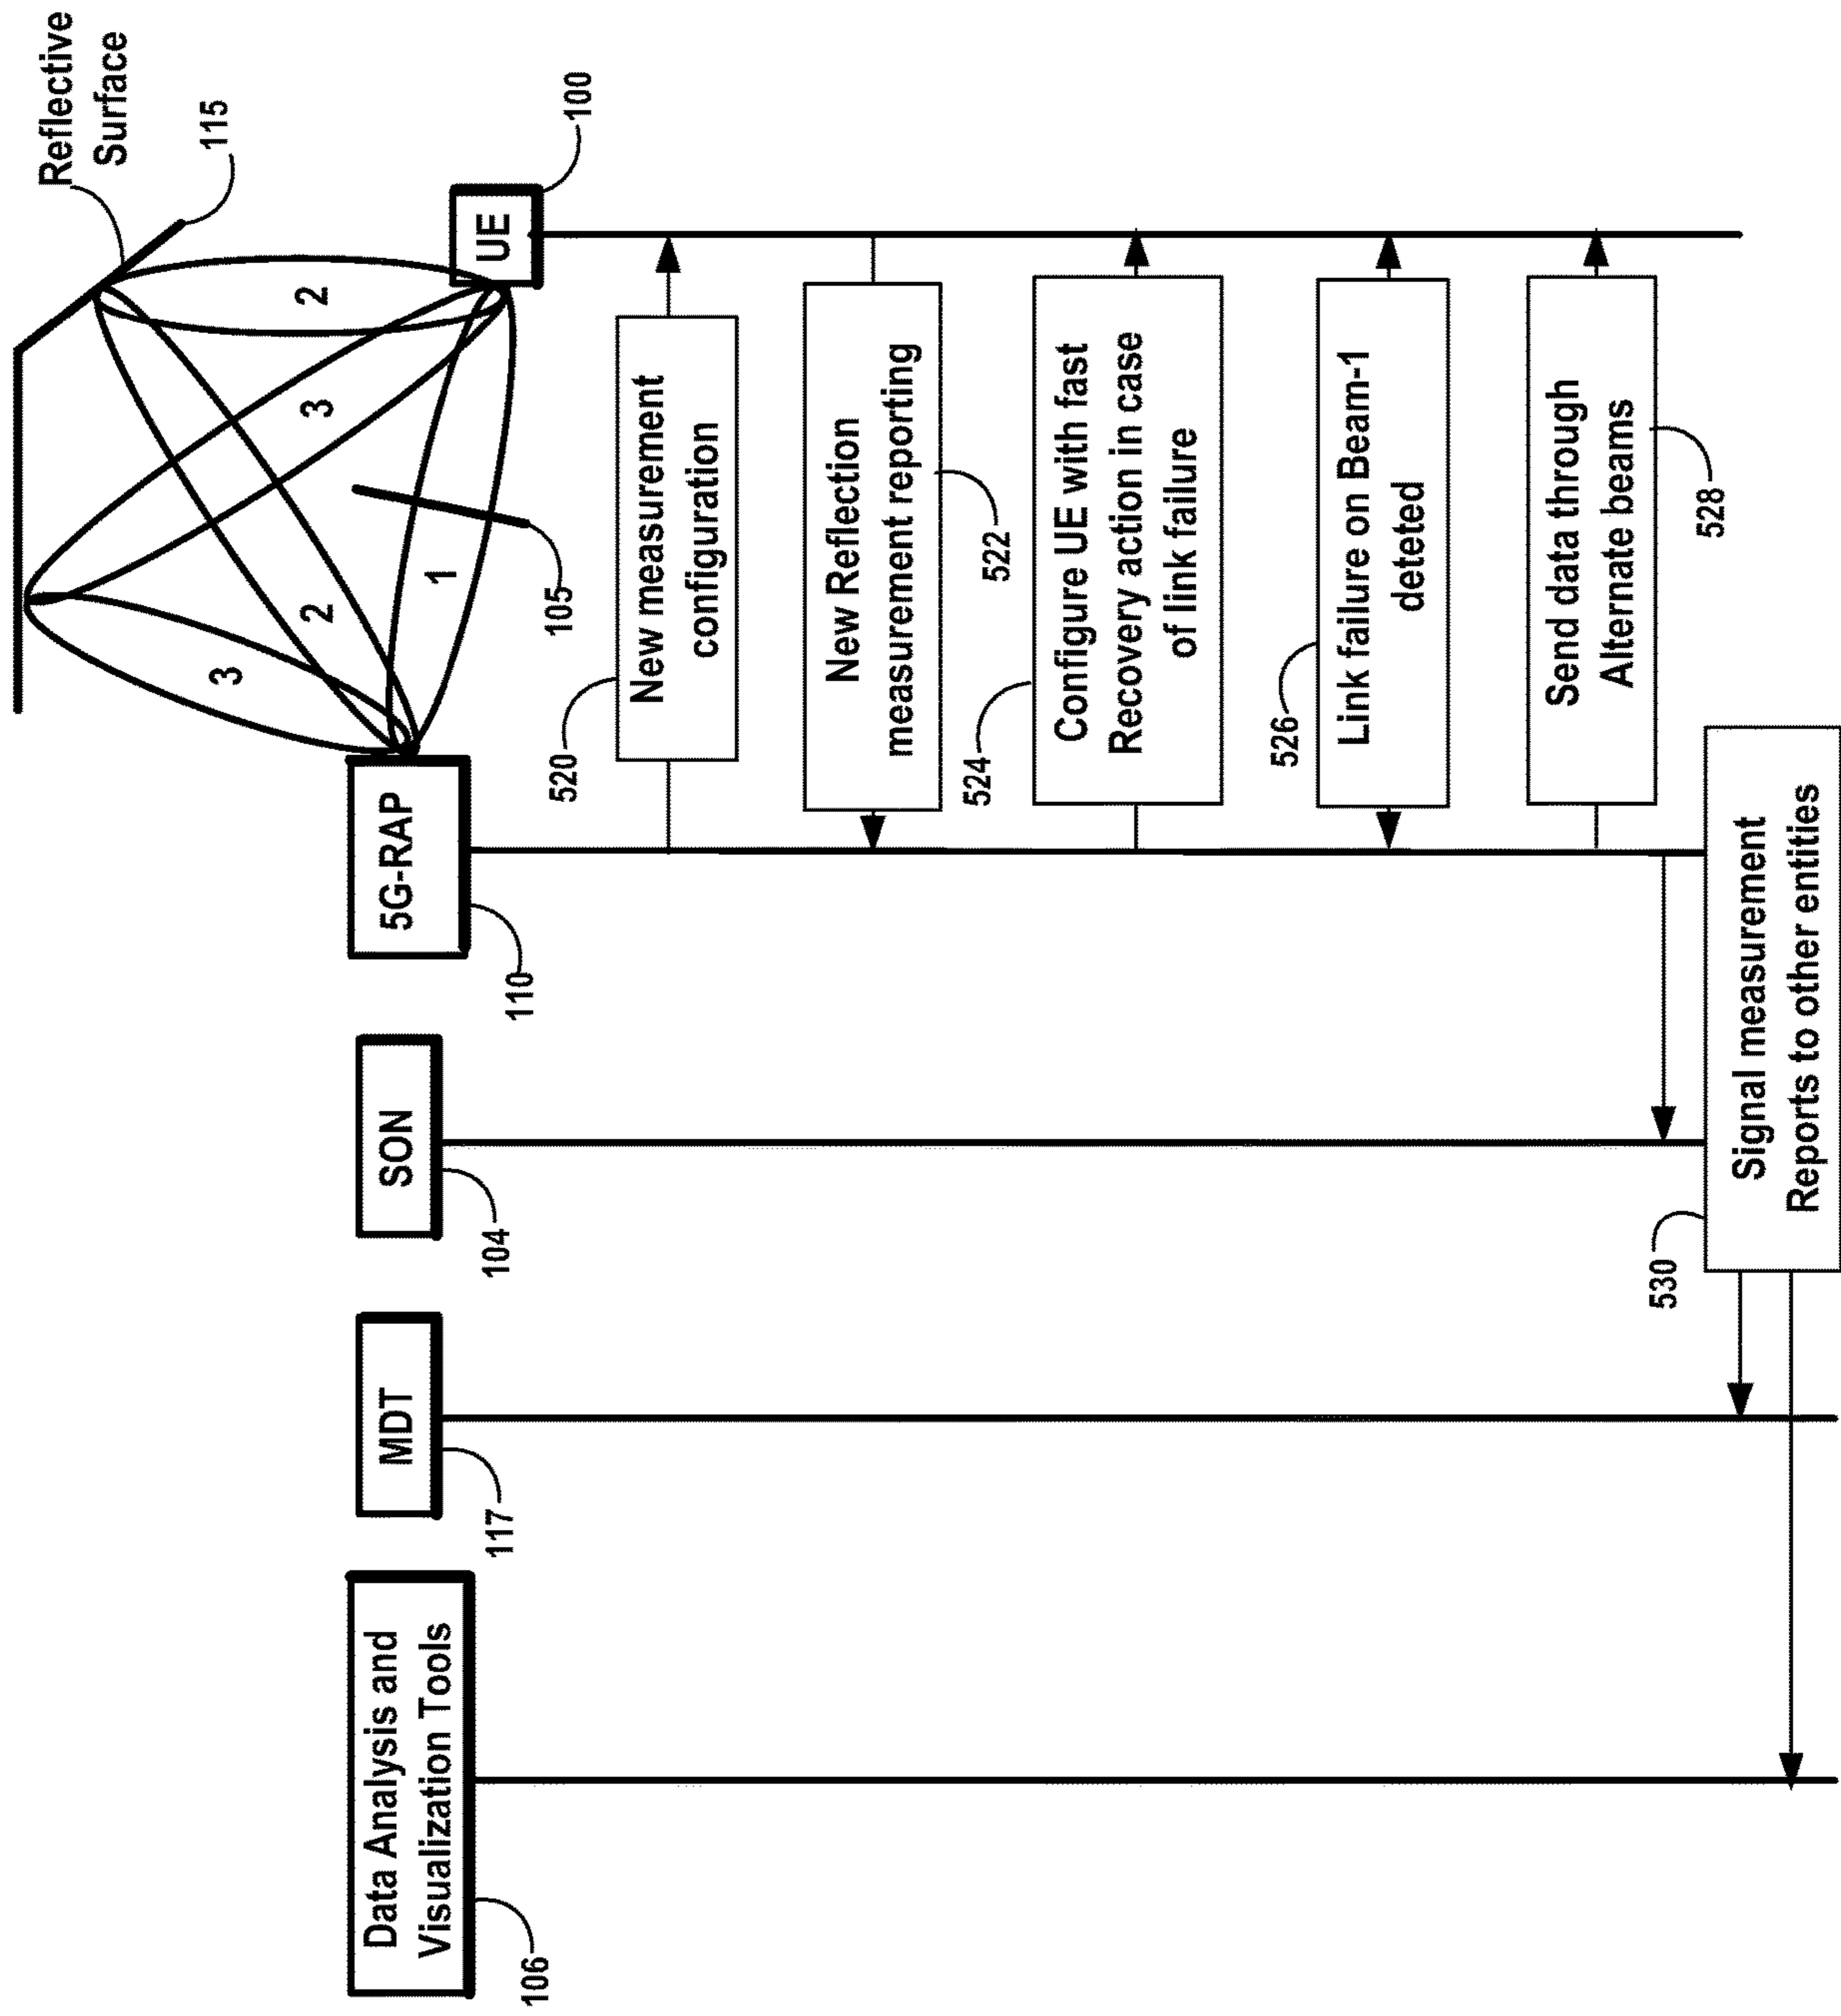 Reflective
Surface
115
2
3
2
3
1
105
UE
100
5G-RAP
110
SON
104
MDT
117
Data Analysis and
Visualization Tools
106
520
New measurement
configuration
New Reflection
measurement reporting
522
524
Configure UE with fast
Recovery action in case
of link failure
526
Link failure on Beam-1
deteted
Send data through
Alternate beams
528
530
Signal measurement
Reports to other entities